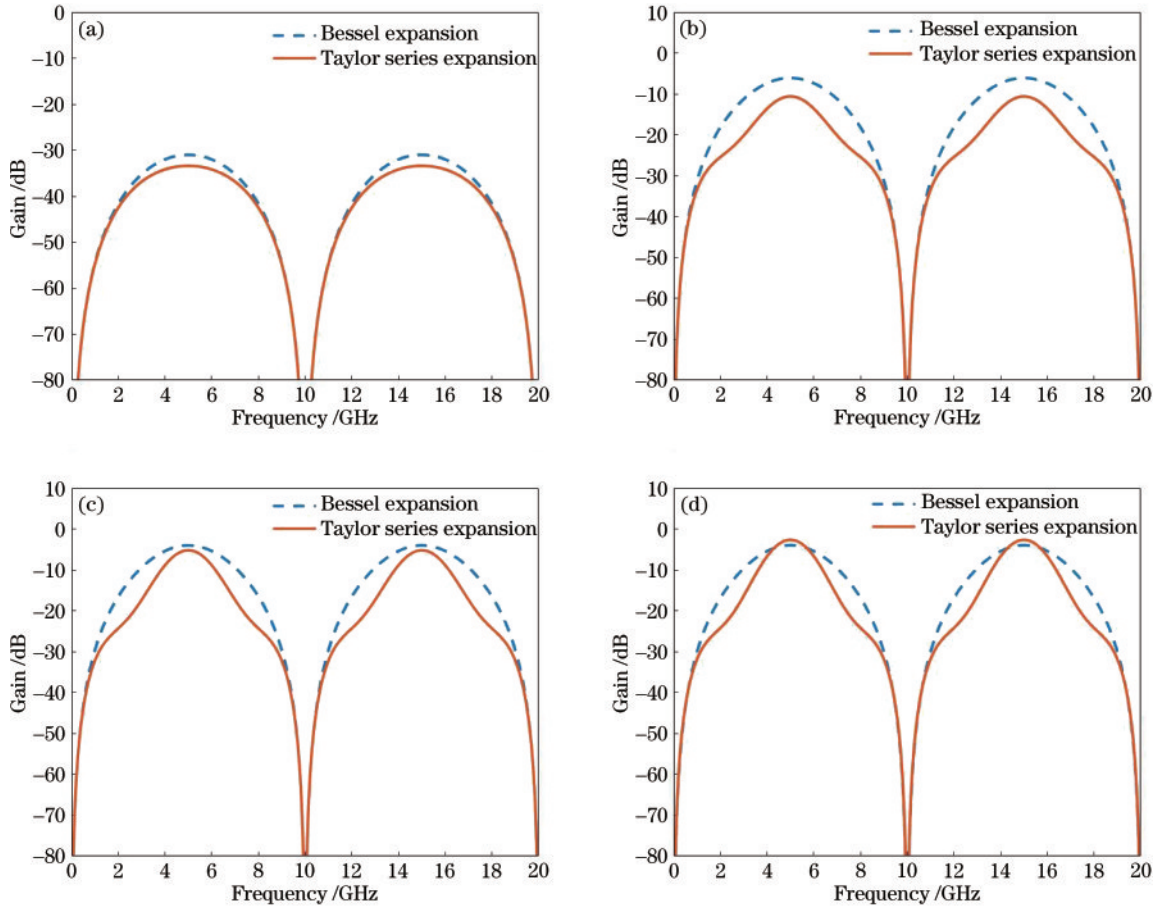 (a)
Bessel expansion
Taylor series expansion
0
−10
−20
−30
−40
−50
−60
−70
−80
Gain /dB
0 2 4 6 8 10 12 14 16 18 20
Frequency /GHz
(b)
Bessel expansion
Taylor series expansion
10
0
−10
−20
−30
−40
−50
−60
−70
−80
Gain /dB
0 2 4 6 8 10 12 14 16 18 20
Frequency /GHz
(c)
Bessel expansion
Taylor series expansion
10
0
−10
−20
−30
−40
−50
−60
−70
−80
Gain /dB
0 2 4 6 8 10 12 14 16 18 20
Frequency /GHz
(d)
Bessel expansion
Taylor series expansion
10
0
−10
−20
−30
−40
−50
−60
−70
−80
Gain /dB
0 2 4 6 8 10 12 14 16 18 20
Frequency /GHz